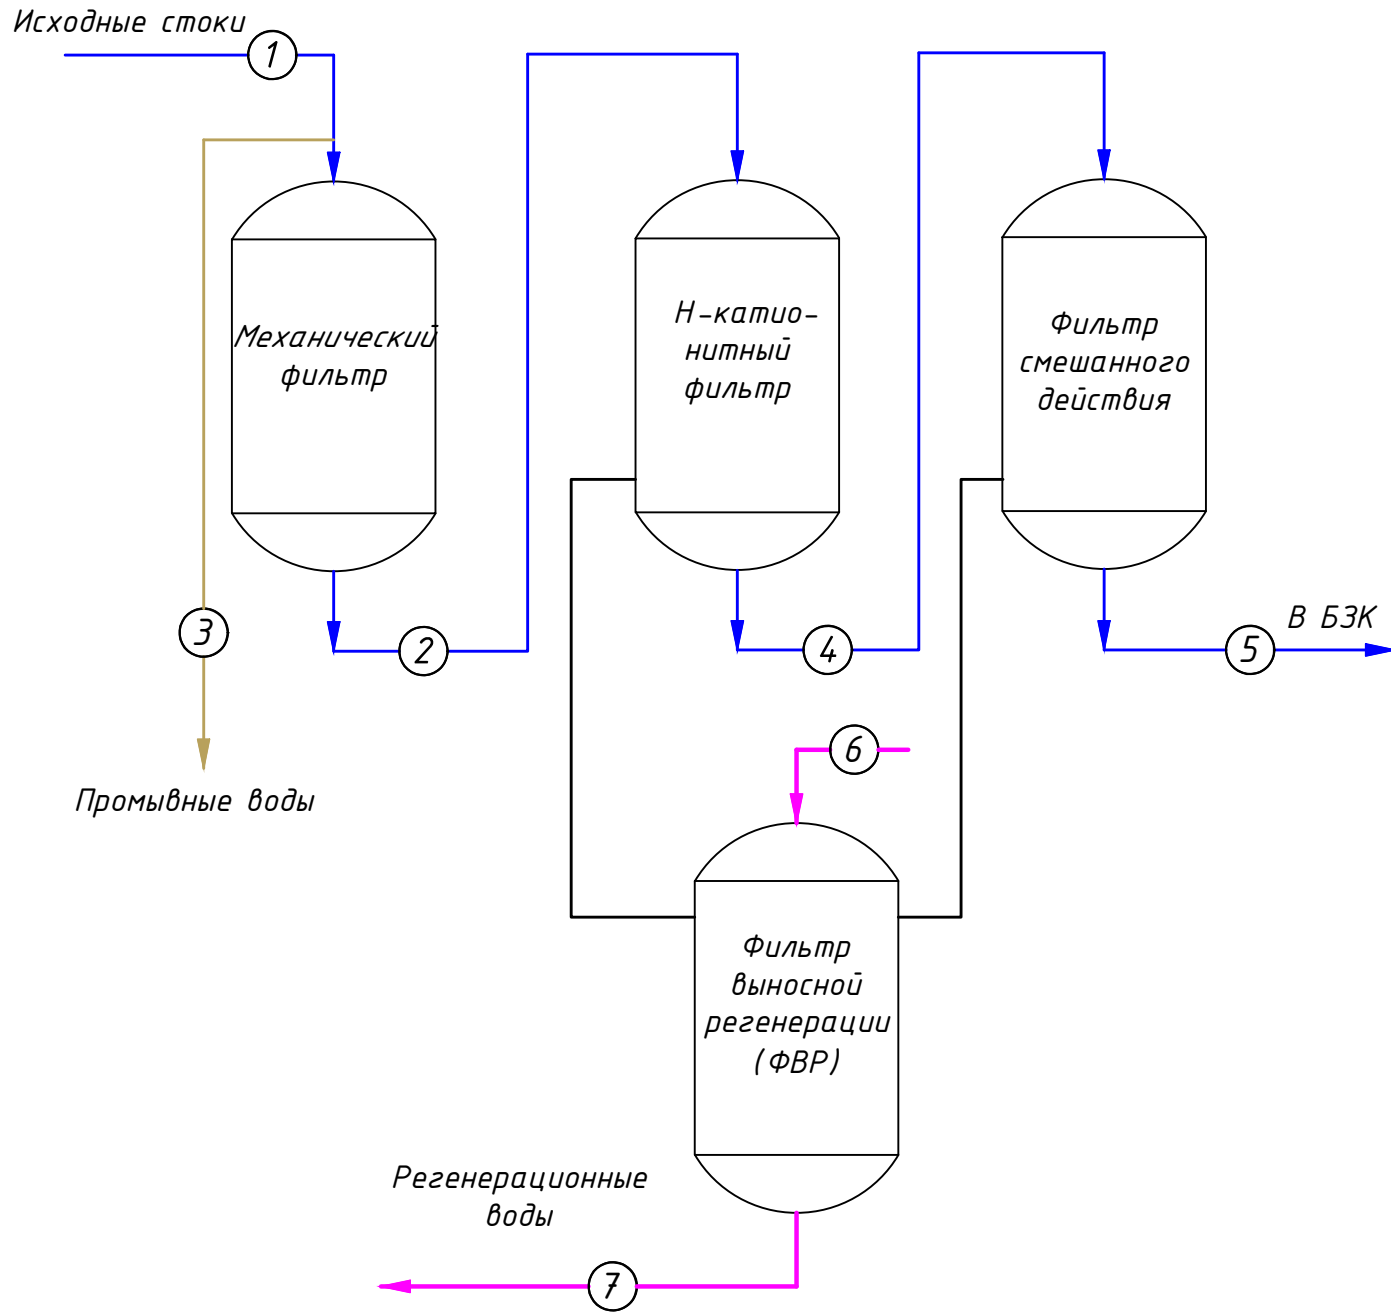 Исходные стоки
1
Механический
фильтр
Н-катио-
нитный
фильтр
Фильтр
смешанного
действия
3
2
4
5
В БЗК
6
Промывные воды
Фильтр
выносной
регенерации
(ФВР)
Регенерационные
воды
7